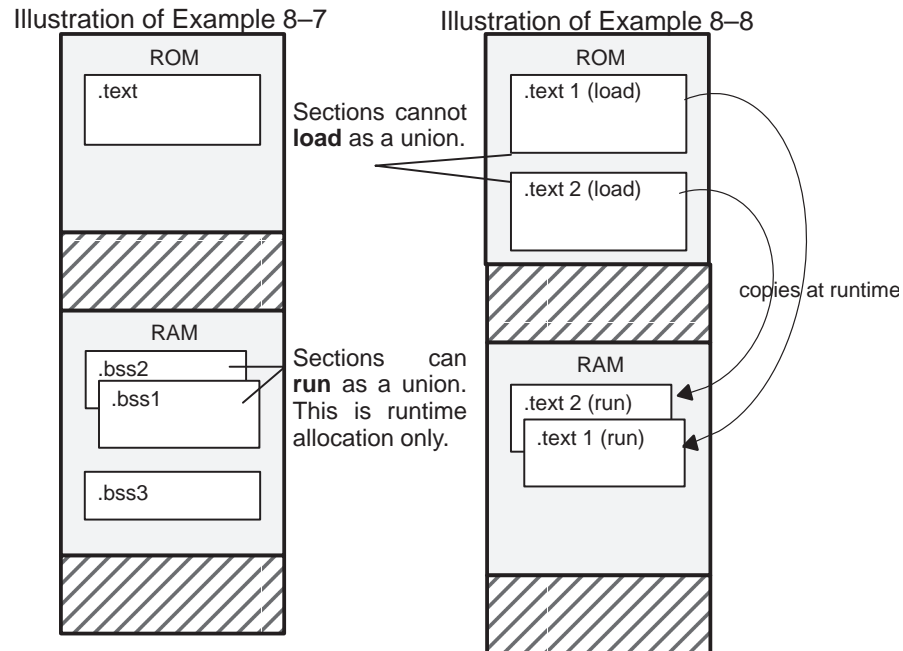 Illustration of Example 8–7
ROM
.text
RAM
.bss2
.bss1
.bss3
Sections cannot
load as a union.
Sections can
run as a union.
This is runtime
allocation only.
Illustration of Example 8–8
ROM
.text 1 (load)
.text 2 (load)
copies at runtime
RAM
.text 2 (run)
.text 1 (run)